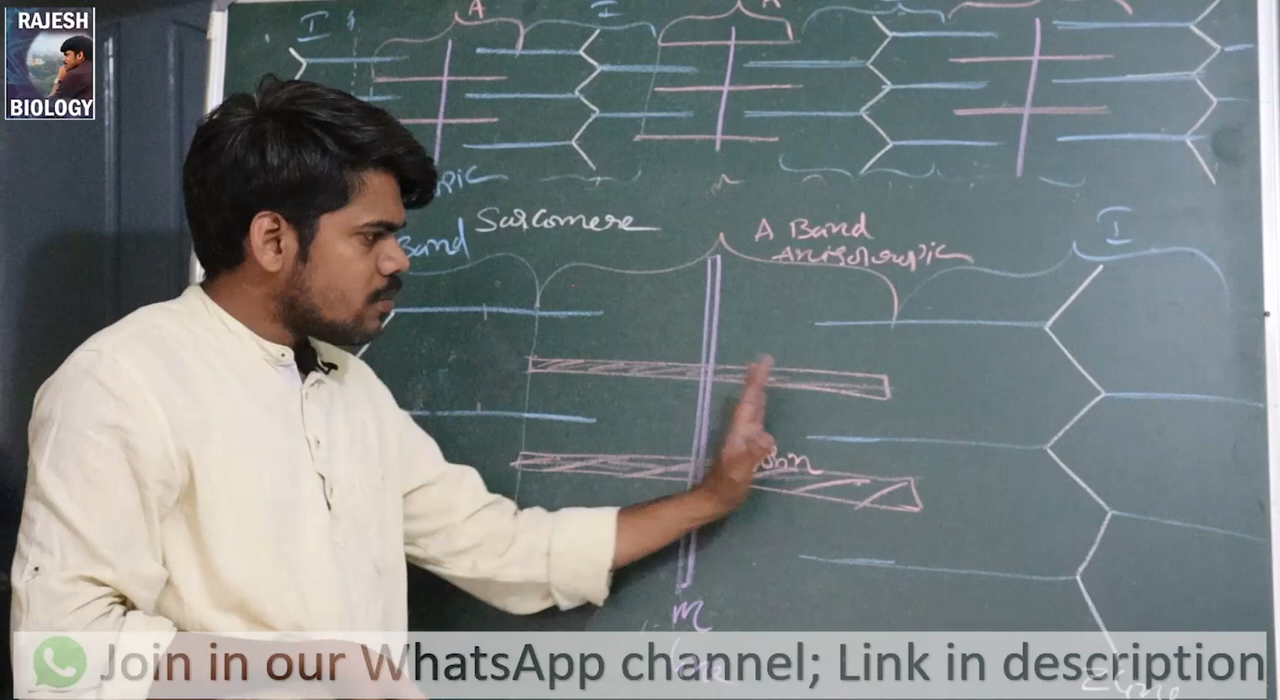 RAJESH
BIOLOGY
I A I A
Sarcomere
Band
A Band
Anisotropic
I
m
Join in our WhatsApp channel; Link in description